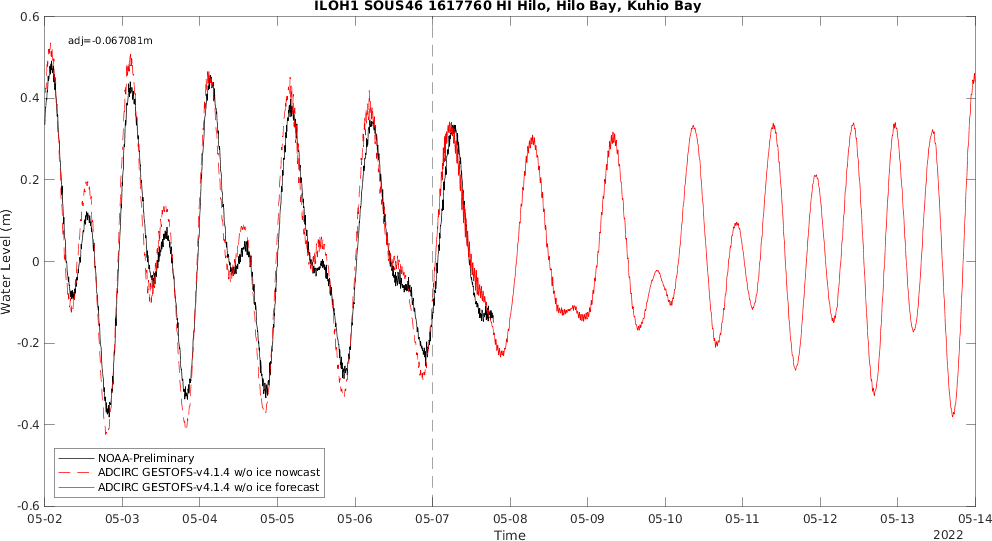 ILOH1 SOUS46 1617760 HI Hilo, Hilo Bay, Kuhio Bay
adj=-0.067081m
0.6
0.4
0.2
0
-0.2
-0.4
-0.6
Water Level (m)
NOAA-Preliminary
ADCIRC GESTOFS-v4.1.4 w/o ice nowcast
ADCIRC GESTOFS-v4.1.4 w/o ice forecast
05-02 05-03 05-04 05-05 05-06 05-07 05-08 05-09 05-10 05-11 05-12 05-13 05-14
Time
2022